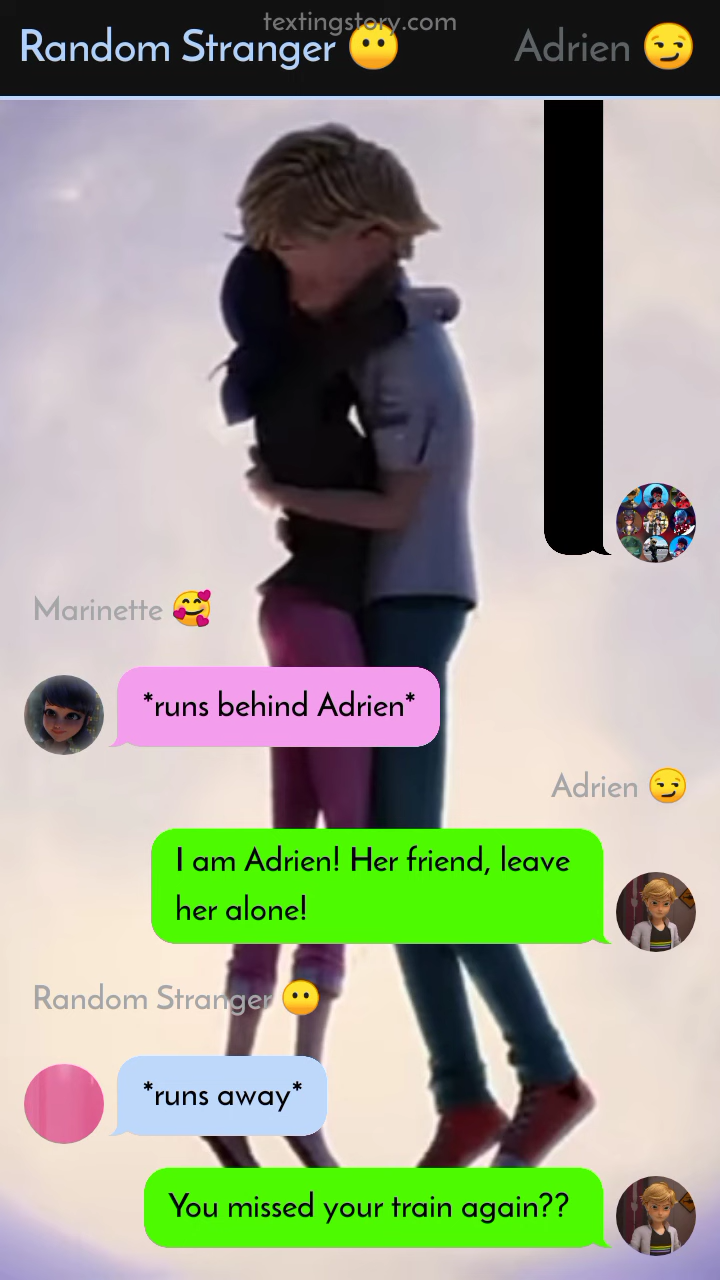 textingstory.com
Random Stranger 😶 Adrien 😏
Marinette 🥰
*runs behind Adrien*
Adrien 😏
I am Adrien! Her friend, leave
her alone!
Random Stranger 😶
*runs away*
You missed your train again??